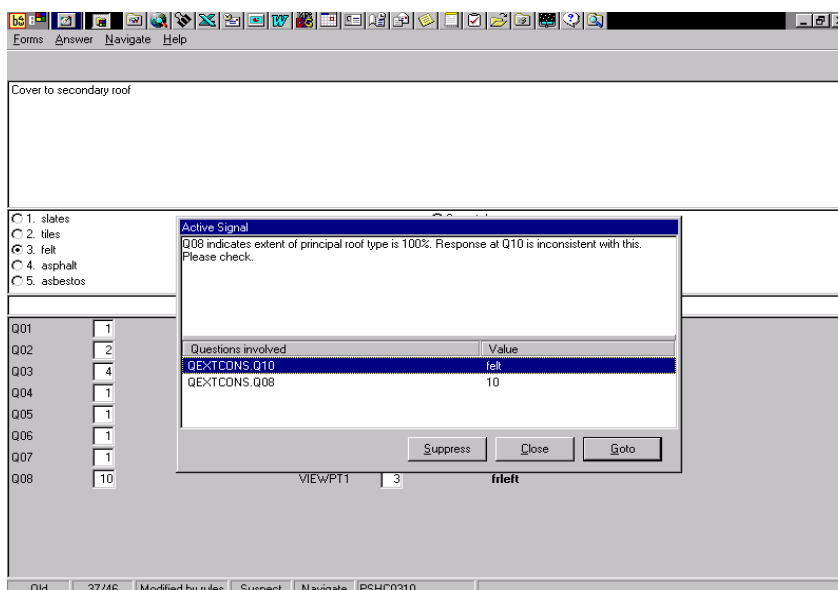 Forms Answer Navigate Help
Cover to secondary roof
1. slates
2. tiles
3. felt
4. asphalt
5. asbestos
Active Signal
Q08 indicates extent of principal roof type is 100%. Response at Q10 is inconsistent with this.
Please check.
Questions involved Value
QEXTCONS.Q10 felt
QEXTCONS.Q08 10
Suppress Close Goto
Q01 1
Q02 2
Q03 4
Q04 1
Q05 1
Q06 1
Q07 1
Q08 10 VIEWPT1 3 frleft
Old 37/46 Modified by rules Suspect Navigate PSHC0310